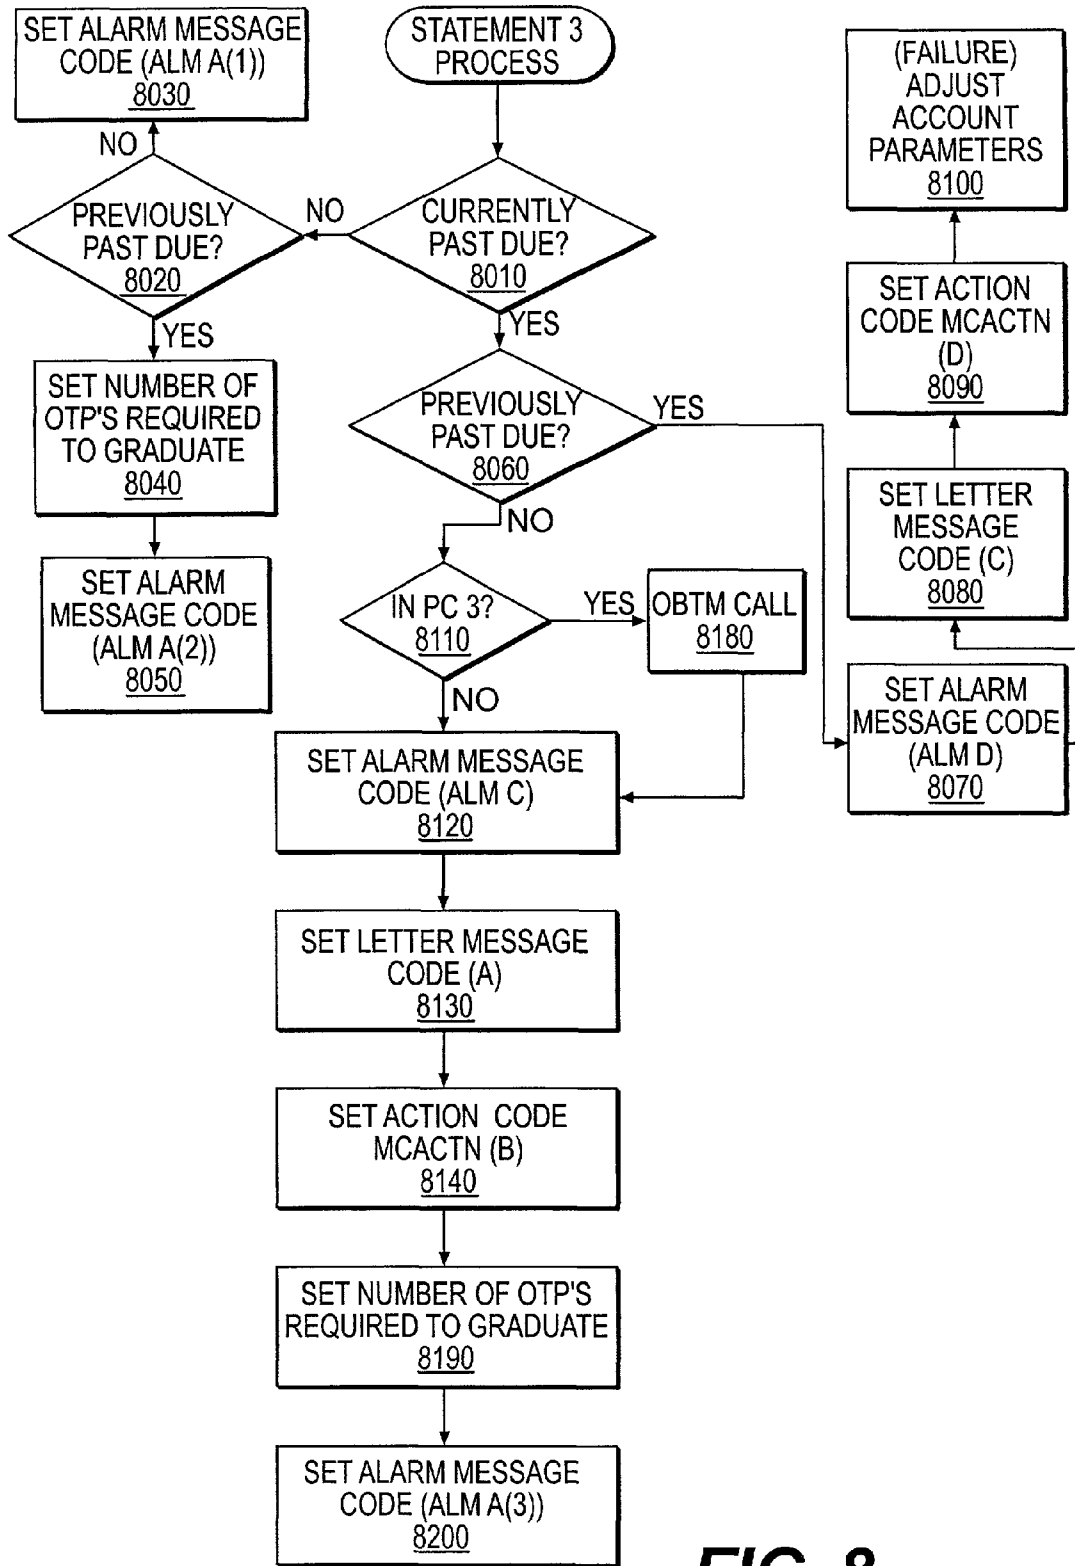 SET ALARM MESSAGE
CODE (ALM A(1))
8030
STATEMENT 3
PROCESS
(FAILURE)
ADJUST
ACCOUNT
PARAMETERS
8100
NO
PREVIOUSLY
PAST DUE?
8020
NO
CURRENTLY
PAST DUE?
8010
YES
YES
SET ACTION
CODE MCACTN
(D)
8090
SET NUMBER OF
OTP'S REQUIRED
TO GRADUATE
8040
PREVIOUSLY
PAST DUE?
8060
YES
NO
SET LETTER
MESSAGE
CODE (C)
8080
SET ALARM
MESSAGE CODE
(ALM A(2))
8050
IN PC 3?
8110
YES
OBTM CALL
8180
NO
SET ALARM
MESSAGE CODE
(ALM D)
8070
SET ALARM MESSAGE
CODE (ALM C)
8120
SET LETTER MESSAGE
CODE (A)
8130
SET ACTION CODE
MCACTN (B)
8140
SET NUMBER OF OTP'S
REQUIRED TO GRADUATE
8190
SET ALARM MESSAGE
CODE (ALM A(3))
8200
FIG. 8